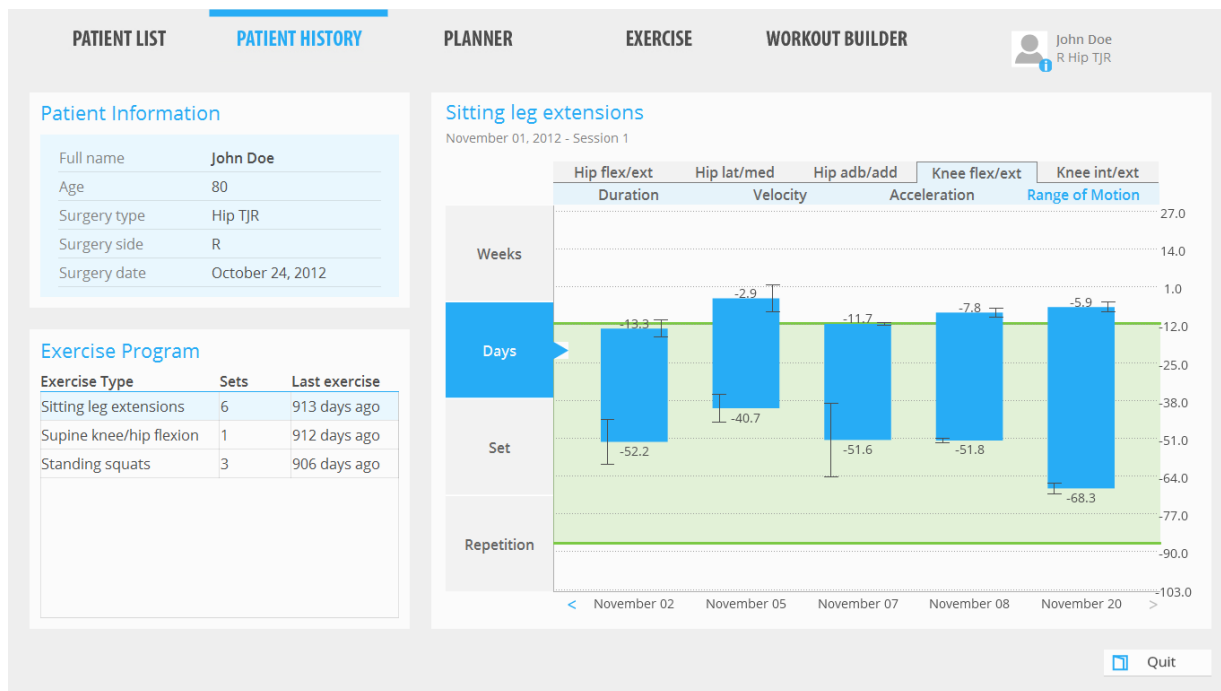 PATIENT LIST PATIENT HISTORY PLANNER EXERCISE WORKOUT BUILDER
John Doe
R Hip TJR
Patient Information
Full name John Doe
Age 80
Surgery type Hip TJR
Surgery side R
Surgery date October 24, 2012
Exercise Program
Exercise Type Sets Last exercise
Sitting leg extensions 6 913 days ago
Supine knee/hip flexion 1 912 days ago
Standing squats 3 906 days ago
Sitting leg extensions
November 01, 2012 - Session 1
Hip flex/ext Hip lat/med Hip adb/add Knee flex/ext Knee int/ext
Duration Velocity Acceleration Range of Motion
Weeks
Days
Set
Repetition
27.0
14.0
1.0
-12.0
-25.0
-38.0
-51.0
-64.0
-77.0
-90.0
-103.0
-13.3 -2.9 -11.7 -7.8 -5.9
-52.2 -40.7 -51.6 -51.8 -68.3
< November 02 November 05 November 07 November 08 November 20 >
Quit